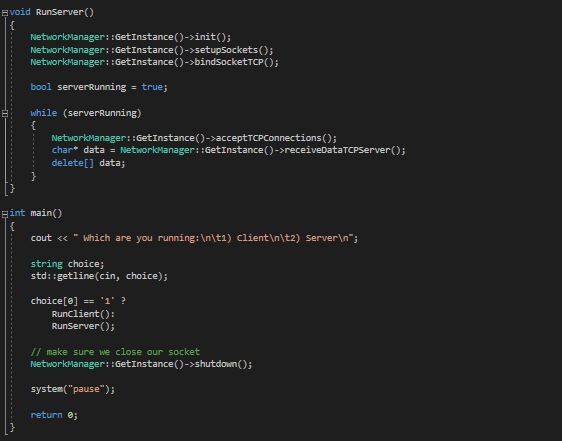 void RunServer()
{
NetworkManager::GetInstance()->init();
NetworkManager::GetInstance()->setupSockets();
NetworkManager::GetInstance()->bindSocketTCP();
bool serverRunning = true;
while (serverRunning)
{
NetworkManager::GetInstance()->acceptTCPConnections();
char* data = NetworkManager::GetInstance()->receiveDataTCPServer();
delete[] data;
}
}
int main()
{
cout << " Which are you running:\n\t1) Client\n\t2) Server\n";
string choice;
std::getline(cin, choice);
choice[0] == '1' ?
RunClient():
RunServer();
// make sure we close our socket
NetworkManager::GetInstance()->shutdown();
system("pause");
return 0;
}